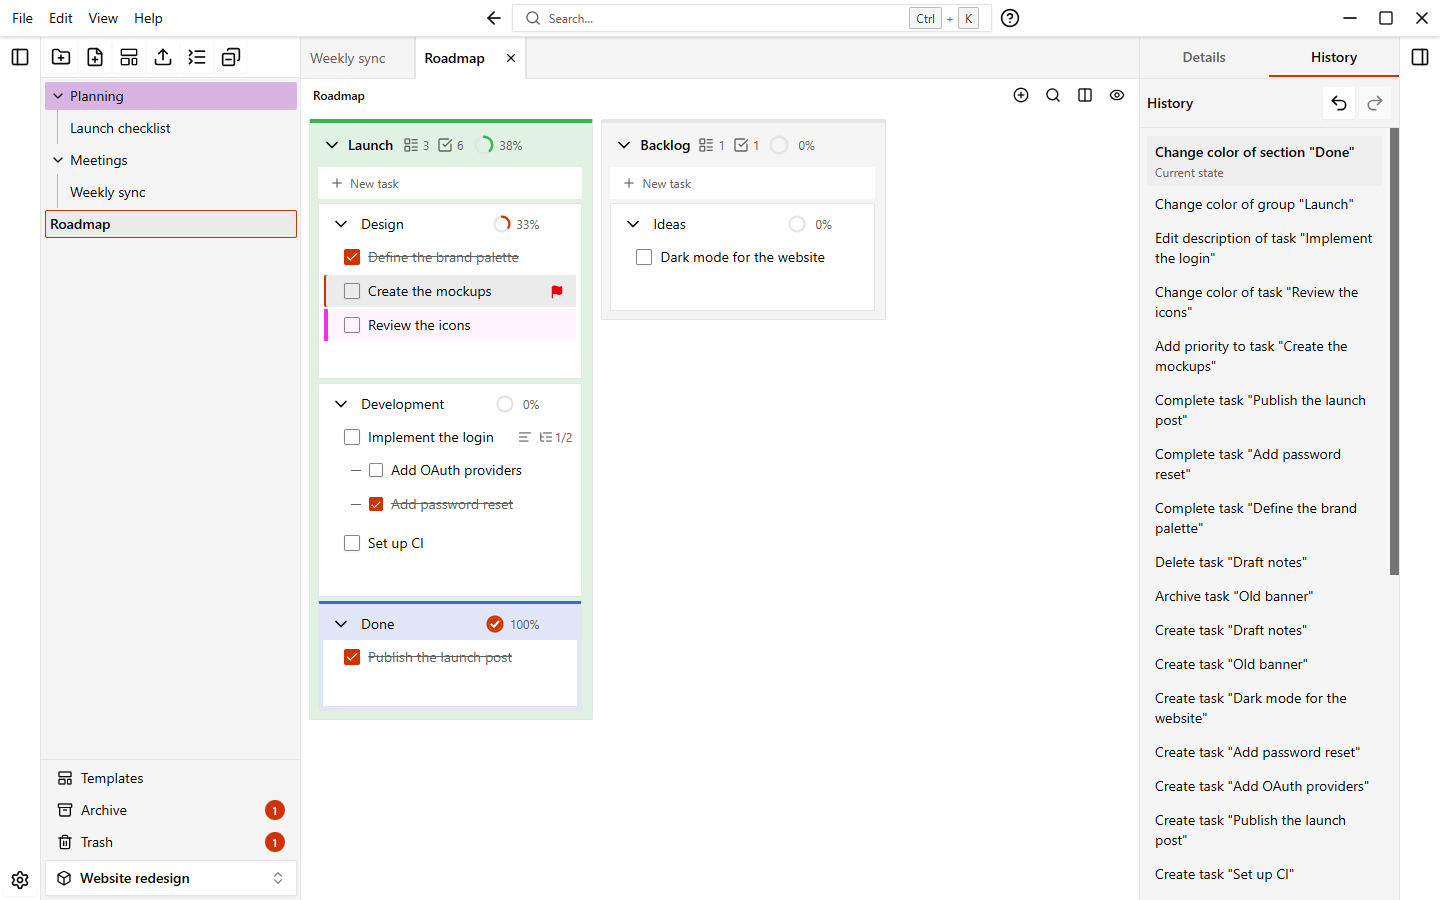 File Edit View Help
Search...
Ctrl + K
Weekly sync
Roadmap
Details
History
Planning
Launch checklist
Meetings
Weekly sync
Roadmap
Templates
Archive 1
Trash 1
Website redesign
Roadmap
Launch 3 6 38%
New task
Design 33%
Define the brand palette
Create the mockups
Review the icons
Development 0%
Implement the login 1/2
Add OAuth providers
Add password reset
Set up CI
Done 100%
Publish the launch post
Backlog 1 1 0%
New task
Ideas 0%
Dark mode for the website
History
Change color of section "Done"
Current state
Change color of group "Launch"
Edit description of task "Implement
the login"
Change color of task "Review the
icons"
Add priority to task "Create the
mockups"
Complete task "Publish the launch
post"
Complete task "Add password
reset"
Complete task "Define the brand
palette"
Delete task "Draft notes"
Archive task "Old banner"
Create task "Draft notes"
Create task "Old banner"
Create task "Dark mode for the
website"
Create task "Add password reset"
Create task "Add OAuth providers"
Create task "Publish the launch
post"
Create task "Set up CI"